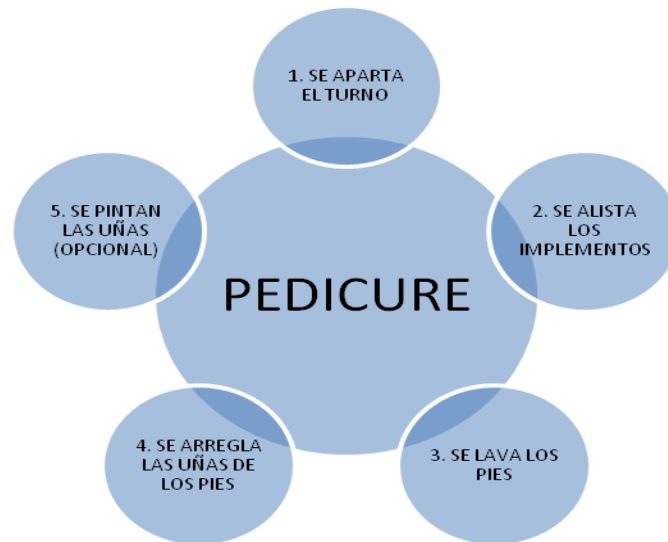 1. SE APARTA
EL TURNO
2. SE ALISTA
LOS
IMPLEMENTOS
3. SE LAVA LOS
PIES
4. SE ARREGLA
LAS UÑAS DE
LOS PIES
5. SE PINTAN
LAS UÑAS
(OPCIONAL)
PEDICURE